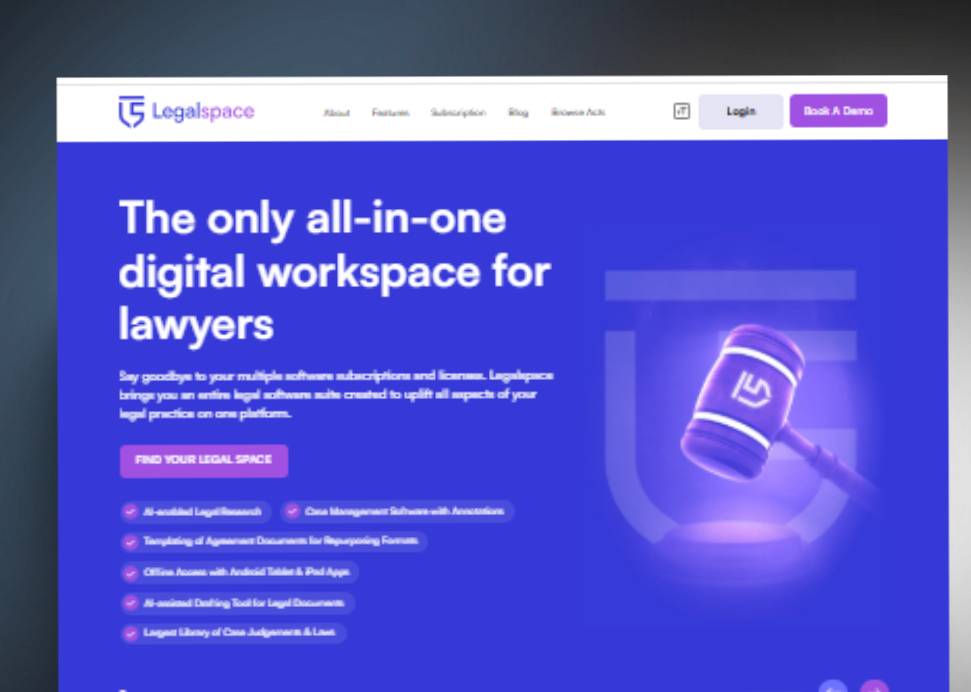 Legalspace
About Features Subscription Blog Browse Acts
Login
Book A Demo
The only all-in-one
digital workspace for
lawyers
Say goodbye to your multiple software subscriptions and licenses. Legalspace
brings you an entire legal software suite created to uplift all aspects of your
legal practice on one platform.
FIND YOUR LEGAL SPACE
AI-enabled Legal Research
Case Management Software with Annotations
Templating of Agreement Documents for Repurposing Formats
Offline Access with Android Tablet & iPad Apps
AI-assisted Drafting Tool for Legal Documents
Largest Library of Case Judgements & Laws